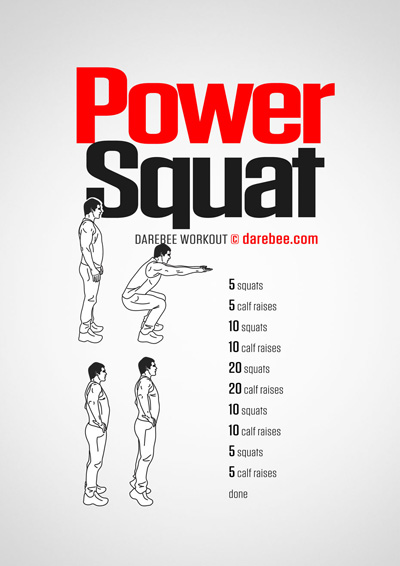 Power
Squat
DAREBEE WORKOUT © darebee.com
5 squats
5 calf raises
10 squats
10 calf raises
20 squats
20 calf raises
10 squats
10 calf raises
5 squats
5 calf raises
done